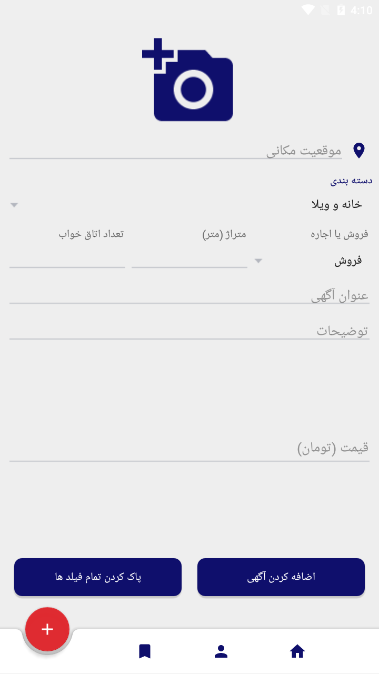 4:10
موقعیت مکانی
دسته بندی
خانه و ویلا
فروش یا اجاره متراژ (متر) تعداد اتاق خواب
فروش
عنوان آگهی
توضیحات
قیمت (تومان)
اضافه کردن آگهی پاک کردن تمام فیلد ها